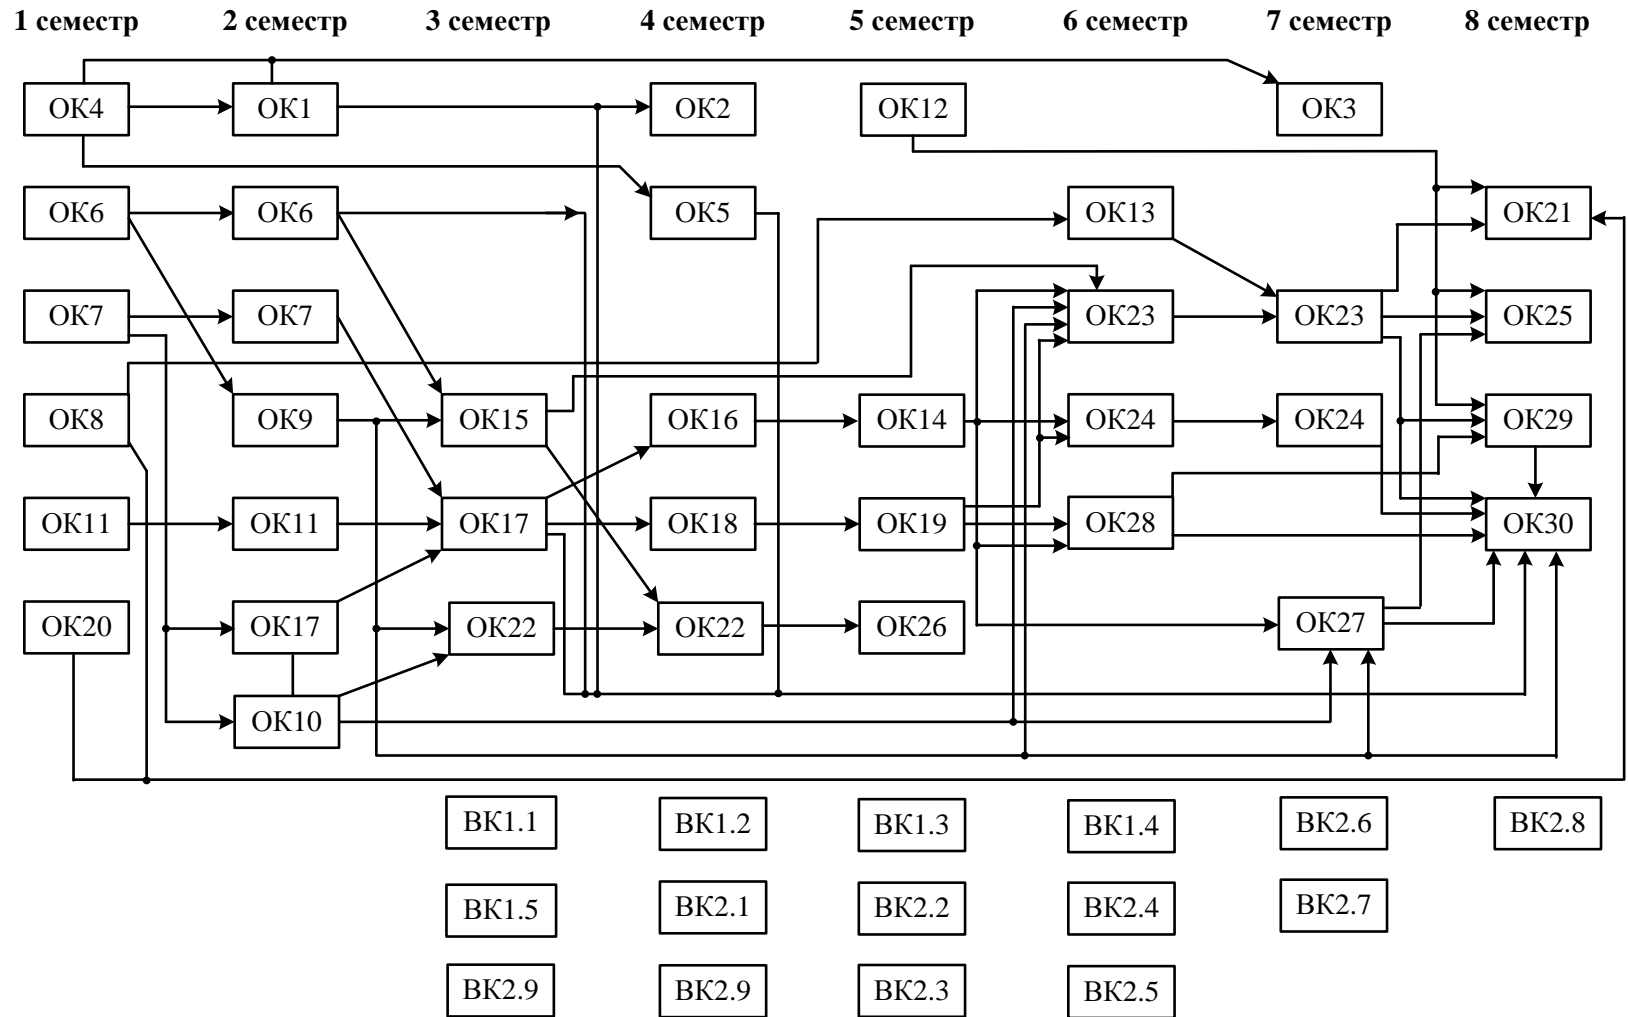 1 семестр 2 семестр 3 семестр 4 семестр 5 семестр 6 семестр 7 семестр 8 семестр
ОК4 ОК1 ОК2 ОК12 ОК3
ОК6 ОК6 ОК5 ОК13 ОК21
ОК7 ОК7 ОК23 ОК23 ОК25
ОК8 ОК9 ОК15 ОК16 ОК14 ОК24 ОК24 ОК29
ОК11 ОК11 ОК17 ОК18 ОК19 ОК28 ОК30
ОК20 ОК17 ОК22 ОК22 ОК26 ОК27
ОК10
ВК1.1 ВК1.2 ВК1.3 ВК1.4 ВК2.6 ВК2.8
ВК1.5 ВК2.1 ВК2.2 ВК2.4 ВК2.7
ВК2.9 ВК2.9 ВК2.3 ВК2.5